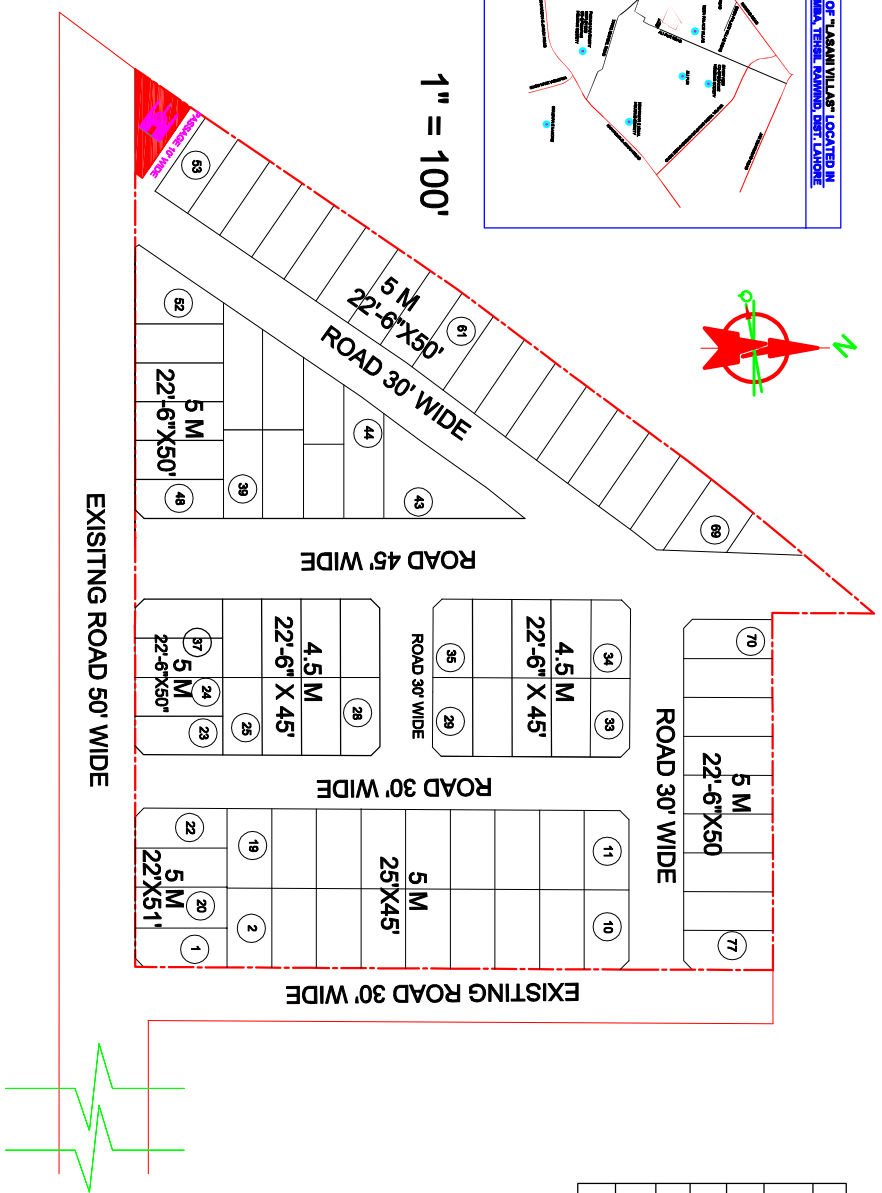 OF "LASANI VILLAS" LOCATED IN
MBA, TEHSIL RAIWIND, DIST. LAHORE
1" = 100'
N
PASSAGE 10' WIDE
53
5 M
22'-6"X50'
61
ROAD 30' WIDE
69
52
5 M
22'-6"X50'
48
39
44
43
ROAD 45' WIDE
EXISITNG ROAD 50' WIDE
37
5 M
22'-6"X50"
24
23
25
4.5 M
22'-6" X 45'
28
ROAD 30' WIDE
35
29
4.5 M
22'-6" X 45'
34
33
ROAD 30' WIDE
70
5 M
22'-6"X50
77
ROAD 30' WIDE
22
5 M
22'X51'
20
1
19
2
5 M
25'X45'
11
10
EXISTING ROAD 30' WIDE